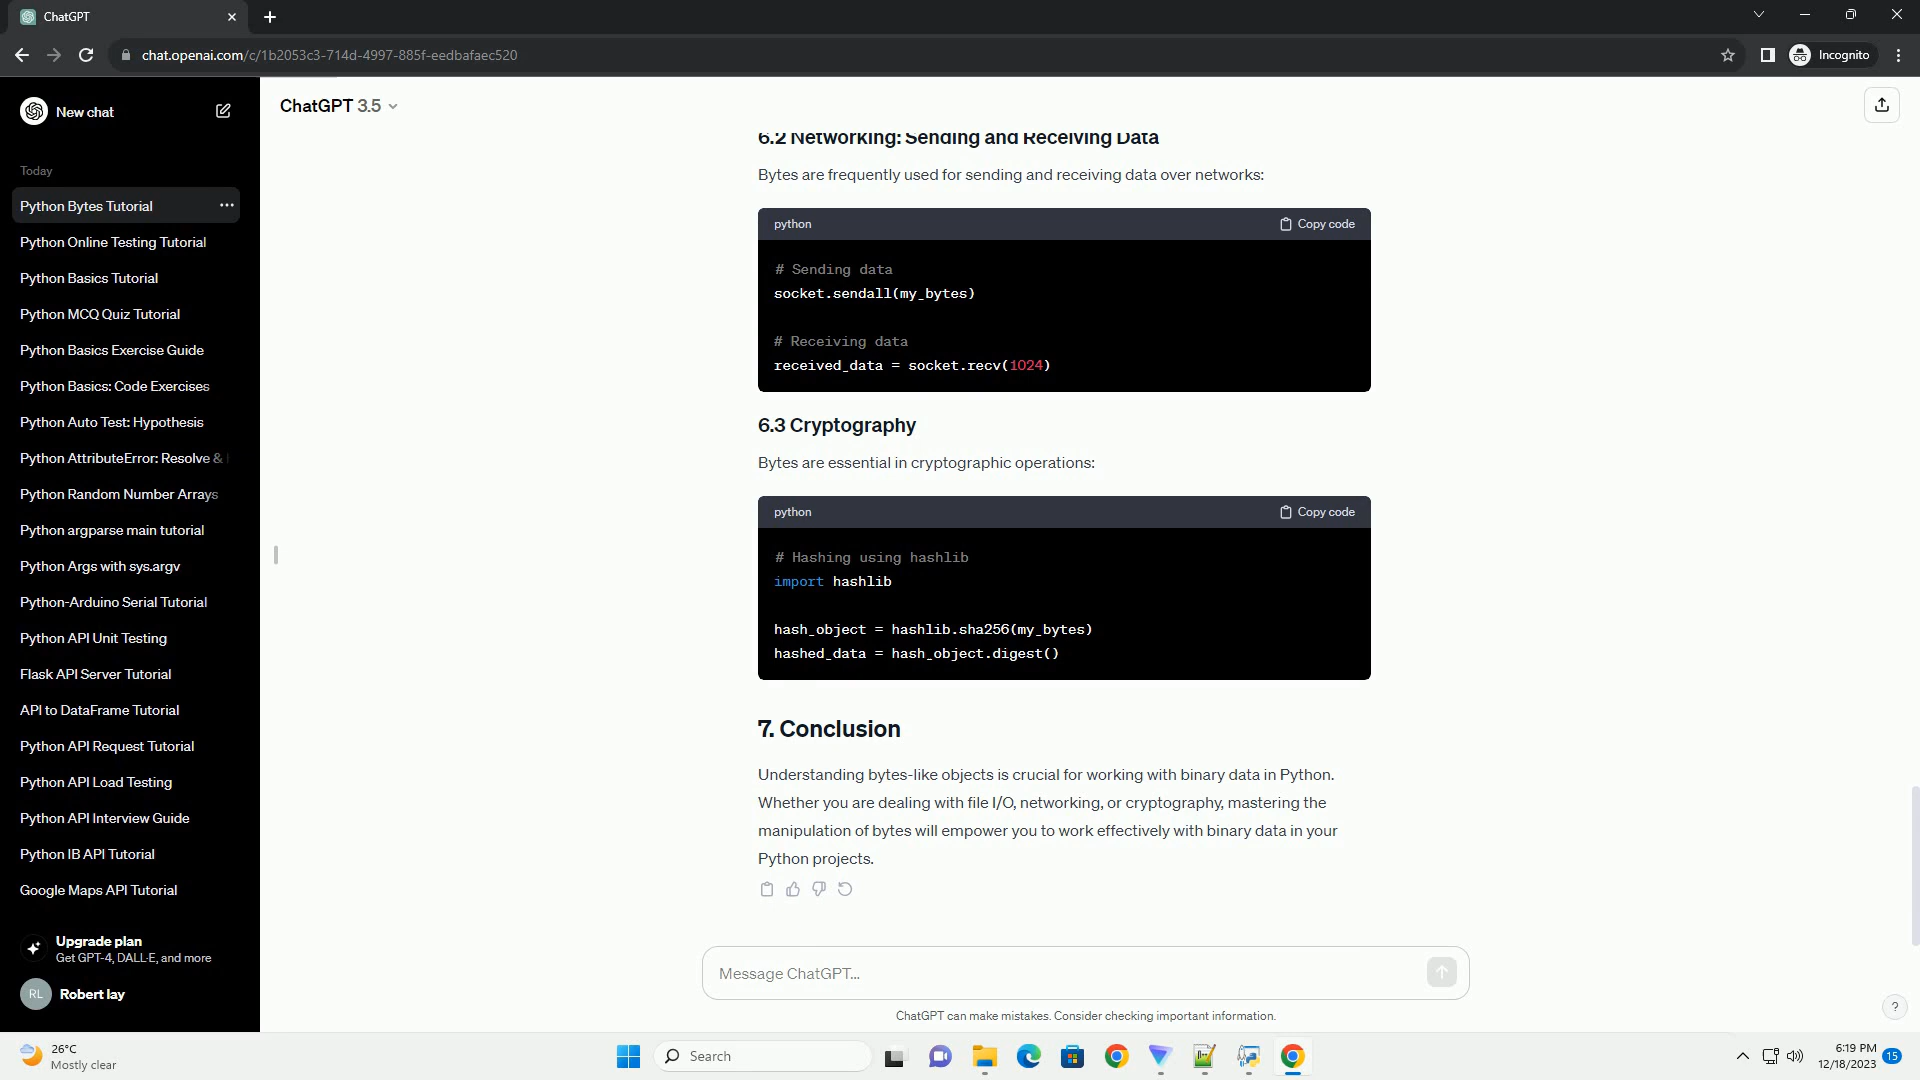 ChatGPT
chat.openai.com/c/1b2053c3-714d-4997-885f-eedbafaec520
Incognito
New chat
Today
Python Bytes Tutorial
Python Online Testing Tutorial
Python Basics Tutorial
Python MCQ Quiz Tutorial
Python Basics Exercise Guide
Python Basics: Code Exercises
Python Auto Test: Hypothesis
Python AttributeError: Resolve &
Python Random Number Arrays
Python argparse main tutorial
Python Args with sys.argv
Python-Arduino Serial Tutorial
Python API Unit Testing
Flask API Server Tutorial
API to DataFrame Tutorial
Python API Request Tutorial
Python API Load Testing
Python API Interview Guide
Python IB API Tutorial
Google Maps API Tutorial
Upgrade plan
Get GPT-4, DALL·E, and more
RL Robert lay
ChatGPT 3.5
6.2 Networking: Sending and Receiving Data
Bytes are frequently used for sending and receiving data over networks:
python Copy code
# Sending data
socket.sendall(my_bytes)
# Receiving data
received_data = socket.recv(1024)
6.3 Cryptography
Bytes are essential in cryptographic operations:
python Copy code
# Hashing using hashlib
import hashlib
hash_object = hashlib.sha256(my_bytes)
hashed_data = hash_object.digest()
7. Conclusion
Understanding bytes-like objects is crucial for working with binary data in Python.
Whether you are dealing with file I/O, networking, or cryptography, mastering the
manipulation of bytes will empower you to work effectively with binary data in your
Python projects.
Message ChatGPT...
ChatGPT can make mistakes. Consider checking important information.
?
26°C
Mostly clear
Search
6:19 PM
12/18/2023
15